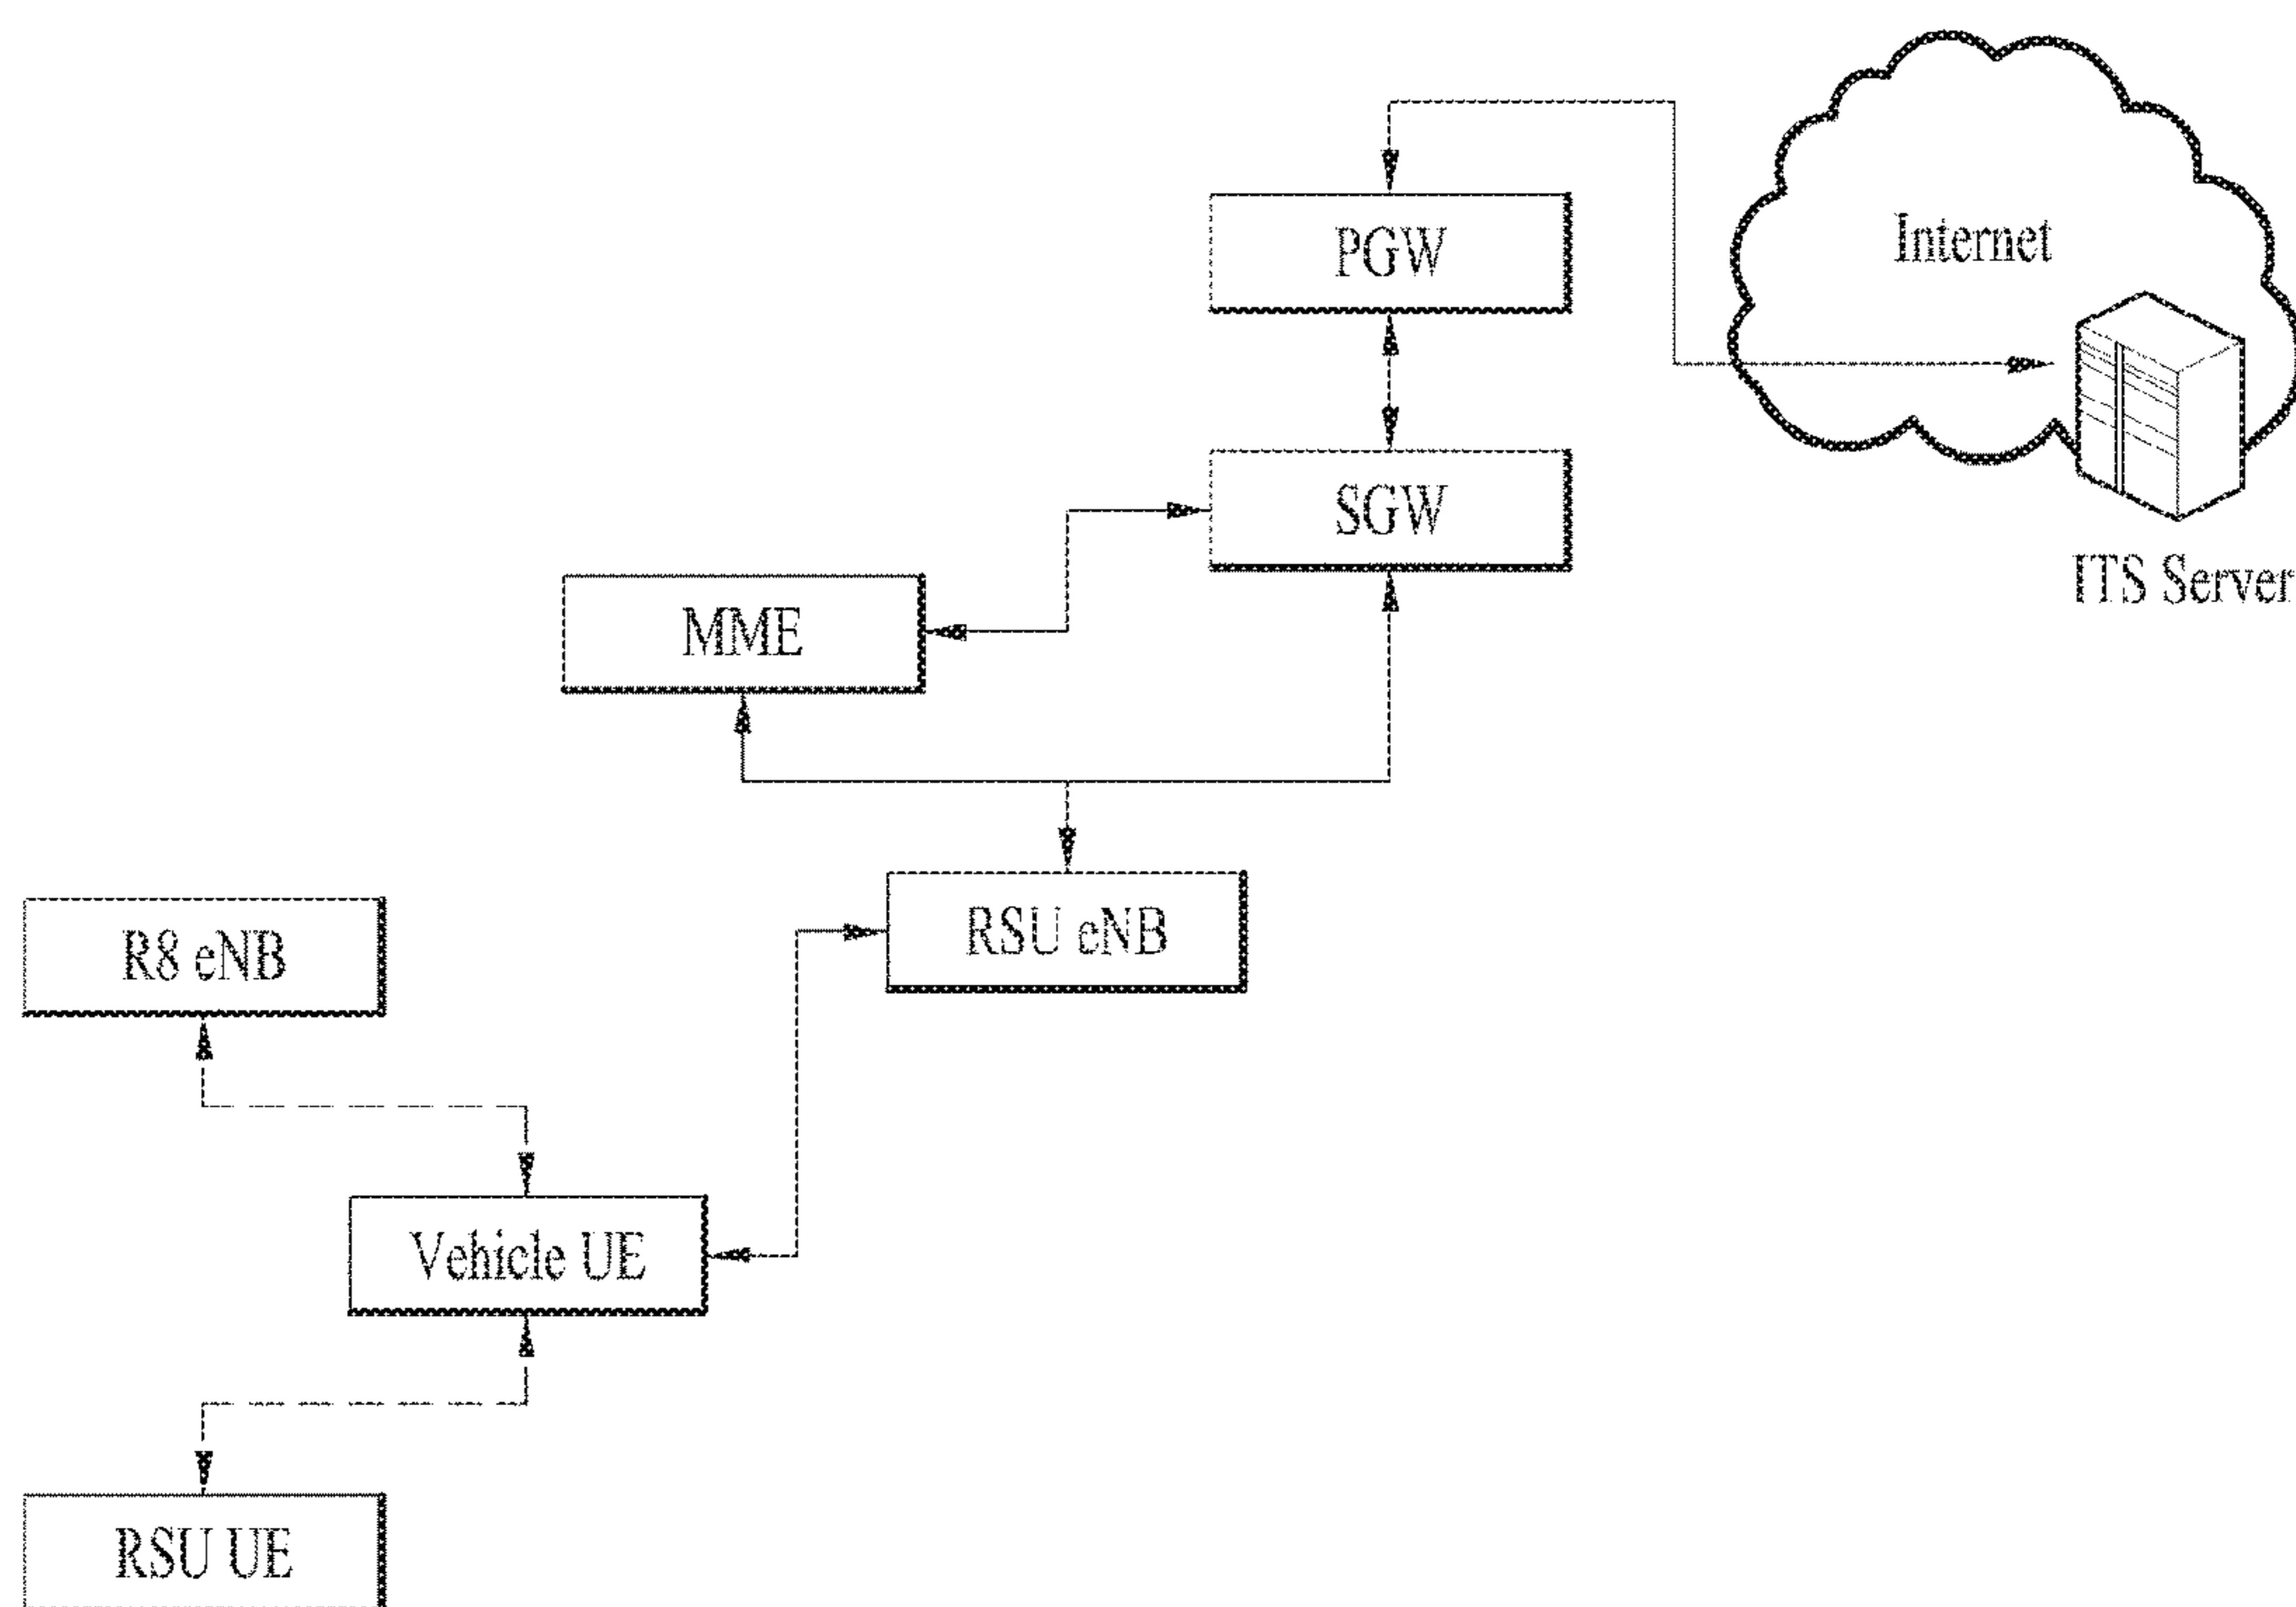 PGW
Internet
SGW
ITS Server
MME
RSU eNB
R8 eNB
Vehicle UE
RSU UE